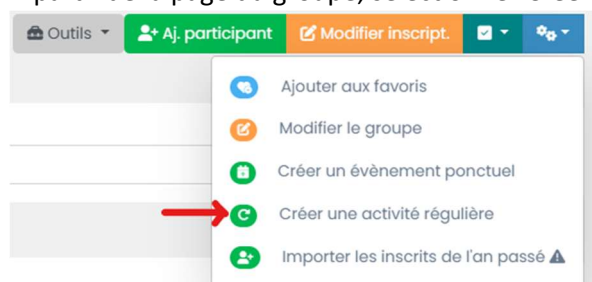 Outils
Aj. participant
Modifier inscript.
Ajouter aux favoris
Modifier le groupe
Créer un évènement ponctuel
Créer une activité régulière
Importer les inscrits de l'an passé